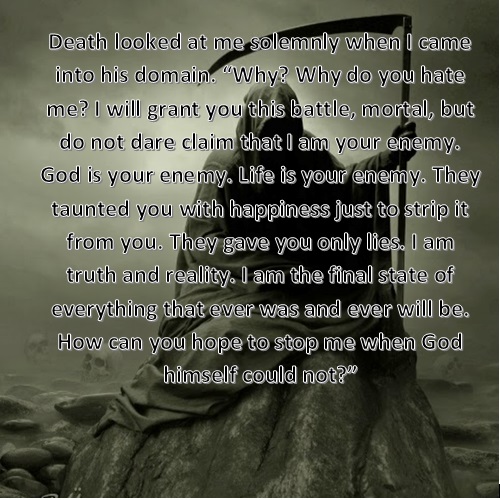 Death looked at me solemnly when I came
into his domain. “Why? Why do you hate
me? I will grant you this battle, mortal, but
do not dare claim that I am your enemy.
God is your enemy. Life is your enemy. They
taunted you with happiness just to strip it
from you. They gave you only lies. I am
truth and reality. I am the final state of
everything that ever was and ever will be.
How can you hope to stop me when God
himself could not?”